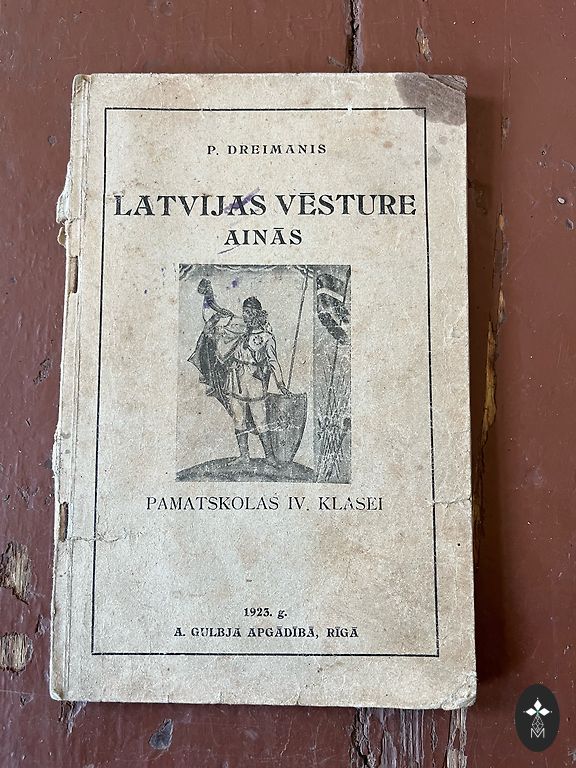 P. DREIMANIS
LATVIJAS VĒSTURE
AINĀS
PAMATSKOLAS IV. KLASEI
1923. g.
A. GULBJA APGĀDĪBĀ, RĪGĀ
M